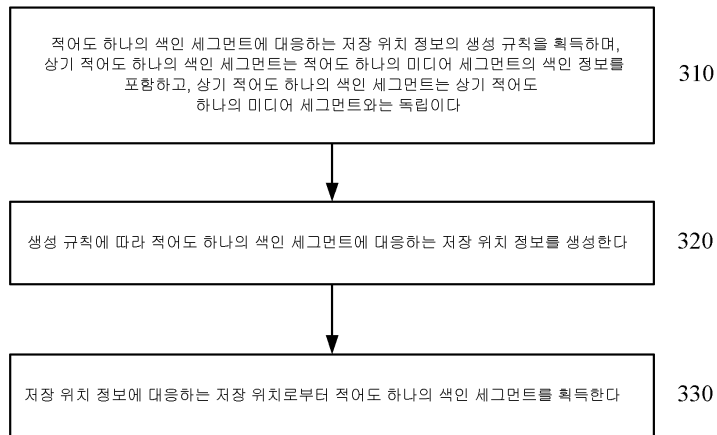 적어도 하나의 색인 세그먼트에 대응하는 저장 위치 정보의 생성 규칙을 획득하며,
상기 적어도 하나의 색인 세그먼트는 적어도 하나의 미디어 세그먼트의 색인 정보를
포함하고, 상기 적어도 하나의 색인 세그먼트는 상기 적어도
하나의 미디어 세그먼트와는 독립이다
310
생성 규칙에 따라 적어도 하나의 색인 세그먼트에 대응하는 저장 위치 정보를 생성한다
320
저장 위치 정보에 대응하는 저장 위치로부터 적어도 하나의 색인 세그먼트를 획득한다
330